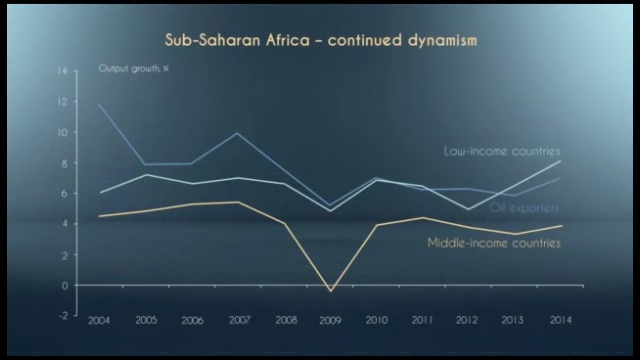 Sub-Saharan Africa – continued dynamism
Output growth, %
14
12
10
8
6
4
2
0
-2
Low-income countries
Oil exporters
Middle-income countries
2004 2005 2006 2007 2008 2009 2010 2011 2012 2013 2014